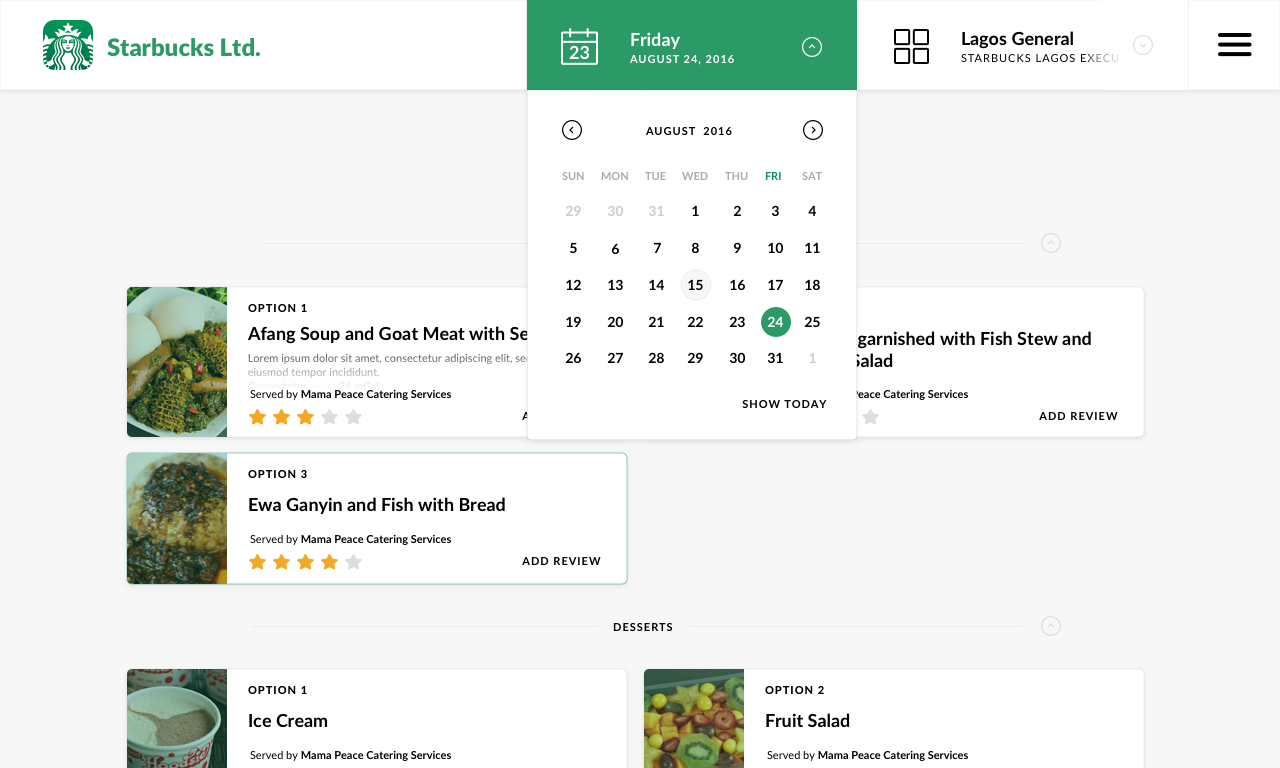 Starbucks Ltd.
23
Friday
AUGUST 24, 2016
Lagos General
STARBUCKS LAGOS EXECU
AUGUST 2016
SUN MON TUE WED THU FRI SAT
29 30 31 1 2 3 4
5 6 7 8 9 10 11
12 13 14 15 16 17 18
19 20 21 22 23 24 25
26 27 28 29 30 31 1
SHOW TODAY
OPTION 1
Afang Soup and Goat Meat with Se
Lorem ipsum dolor sit amet, consectetur adipiscing elit, sed
eiusmod tempor incididunt.
Served by Mama Peace Catering Services
garnished with Fish Stew and
Salad
Peace Catering Services
ADD REVIEW
OPTION 3
Ewa Ganyin and Fish with Bread
Served by Mama Peace Catering Services
ADD REVIEW
DESSERTS
OPTION 1
Ice Cream
Served by Mama Peace Catering Services
OPTION 2
Fruit Salad
Served by Mama Peace Catering Services